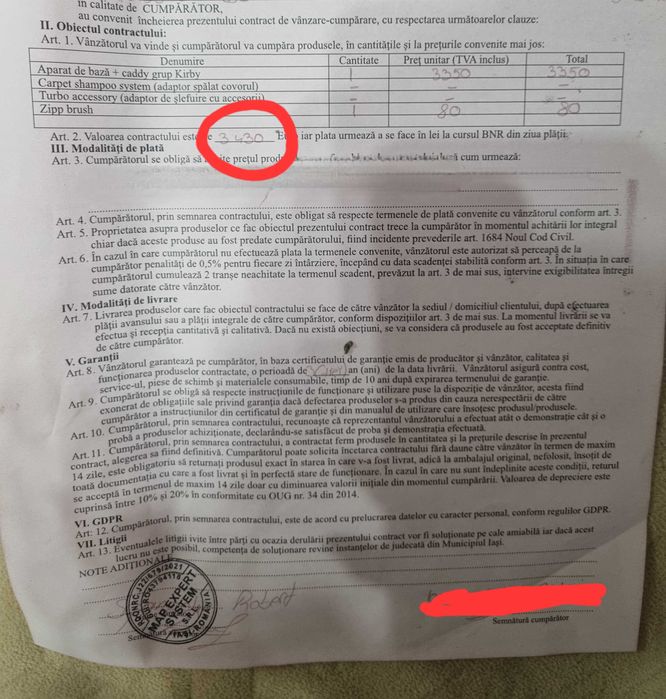 în calitate de CUMPĂRĂTOR,
au convenit încheierea prezentului contract de vânzare-cumpărare, cu respectarea următoarelor clauze:
II. Obiectul contractului:
Art. 1. Vânzătorul va vinde și cumpărătorul va cumpăra produsele, în cantitățile și la prețurile convenite mai jos:
Denumire Cantitate Preț unitar (TVA inclus) Total
Aparat de bază + caddy grup Kirby 1 3350 3350
Carpet shampoo system (adaptor spălat covorul) - - -
Turbo accessory (adaptor de șlefuire cu accesorii) - - -
Zipp brush 1 80 80
Art. 2. Valoarea contractului este de 3430 iar plata urmează a se face în lei la cursul BNR din ziua plății.
III. Modalități de plată
Art. 3. Cumpărătorul se obligă să prețul cum urmează:
Art. 4. Cumpărătorul, prin semnarea contractului, este obligat să respecte termenele de plată convenite cu vânzătorul conform art. 3.
Art. 5. Proprietatea asupra produselor ce fac obiectul prezentului contract trece la cumpărător în momentul achitării lor integral
chiar dacă aceste produse au fost predate cumpărătorului, fiind incidente prevederile art. 1684 Noul Cod Civil.
Art. 6. În cazul în care cumpărătorul nu efectuează plata la termenele convenite, vânzătorul este autorizat să perceapă de la
cumpărător penalități de 0,5% pentru fiecare zi întârziere, începând cu data scadenței stabilită conform art. 3. În situația în care
cumpărătorul cumulează 2 tranșe neachitate la termenul scadent, prevăzut la art. 3 de mai sus, intervine exigibilitatea întregii
sume datorate către vânzător.
IV. Modalități de livrare
Art. 7. Livrarea produselor care fac obiectul contractului se face de către vânzător la sediul / domiciliul clientului, după efectuarea
plății avansului sau a plății integrale de către cumpărător, conform dispozițiilor art. 3 de mai sus. La momentul livrării se va
efectua și recepția cantitativă și calitativă. Dacă nu există obiecțiuni, se va considera că produsele au fost acceptate definitiv
de către cumpărător.
V. Garanții
Art. 8. Vânzătorul garantează pe cumpărător, în baza certificatului de garanție emis de producător și vânzător, calitatea și
funcționarea produselor contractate, o perioadă de an (ani) de la data livrării. Vânzătorul asigură contra cost,
service-ul, piese de schimb și materialele consumabile, timp de 10 ani după expirarea termenului de garanție.
Art. 9. Cumpărătorul se obligă să respecte instrucțiunile de funcționare și utilizare puse la dispoziție de vânzător, acesta fiind
exonerat de obligațiile sale privind garanția dacă defectarea produselor s-a produs din cauza nerespectării de către
cumpărător a instrucțiunilor din certificatul de garanție și din manualul de utilizare care însoțesc produsul/produsele.
Art. 10. Cumpărătorul, prin semnarea contractului, recunoaște că reprezentantul vânzătorului a efectuat atât o demonstrație cât și o
probă a produselor achiziționate, declarându-se satisfăcut de proba și demonstrația efectuată.
Art. 11. Cumpărătorul, prin semnarea contractului, a contractat ferm produsele în cantitatea și la prețurile descrise în prezentul
contract, alegerea sa fiind definitivă. Cumpărătorul poate solicita încetarea contractului fără daune către vânzător în termen de maxim
14 zile, este obligatoriu să returnați produsul exact în starea în care v-a fost livrat, adică la ambalajul original, nefolosit, însoțit de
toată documentația cu care a fost livrat și în perfectă stare de funcționare. În cazul în care nu sunt îndeplinite aceste condiții, returul
se acceptă în termenul de maxim 14 zile doar cu diminuarea valorii inițiale din momentul cumpărării. Valoarea de depreciere este
cuprinsă între 10% și 20% în conformitate cu OUG nr. 34 din 2014.
VI. GDPR
Art: 12. Cumpărătorul, prin semnarea contractului, este de acord cu prelucrarea datelor cu caracter personal, conform regulilor GDPR.
VII. Litigii
Art. 13. Eventualele litigii ivite între părți cu ocazia derulării prezentului contract vor fi soluționate pe cale amiabilă iar dacă acest
lucru nu este posibil, competența de soluționare revine instanțelor de judecată din Municipiul Iași.
NOTE ADIȚIONALE
MAP EXPERT
SYSTEM
S.R.L.
IAȘI, ROMÂNIA
Robert
Semnătură cumpărător